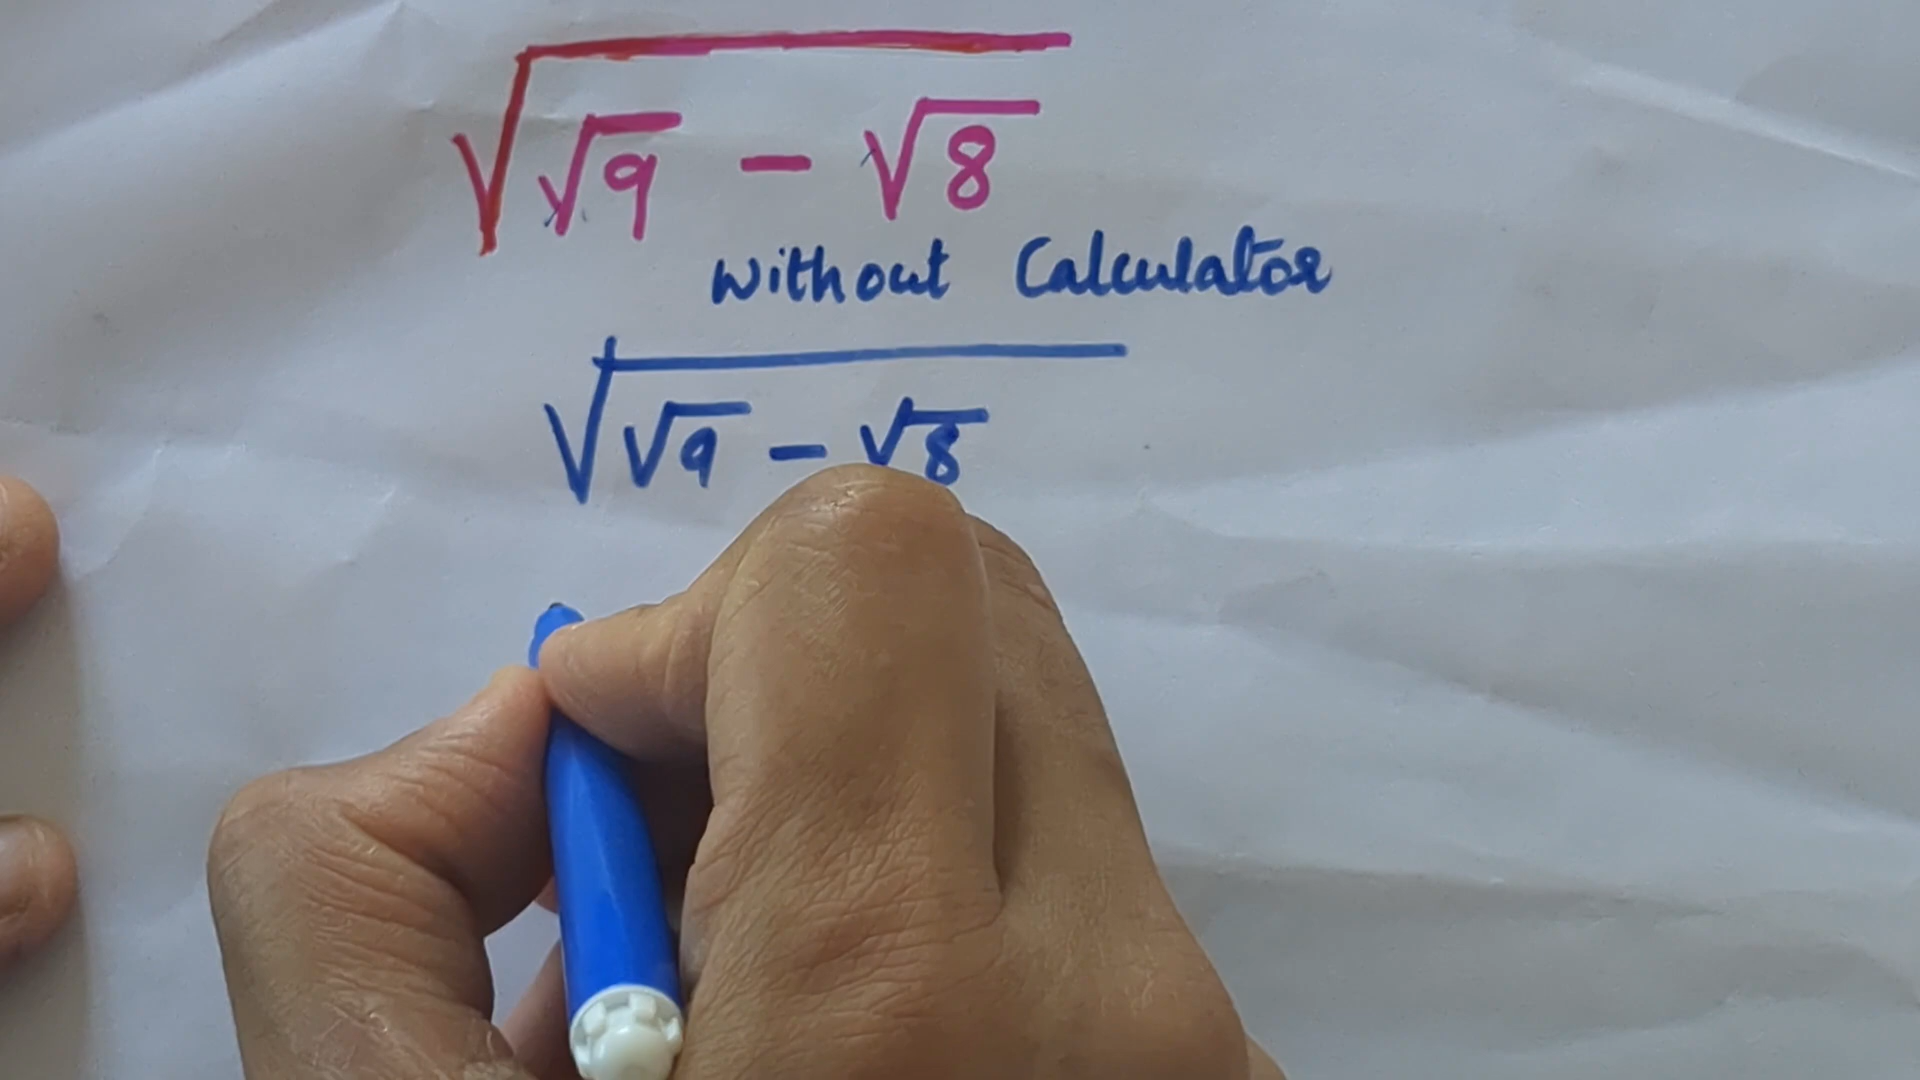 √(√9 - √8)
Without Calculator
√(√9 - √8)